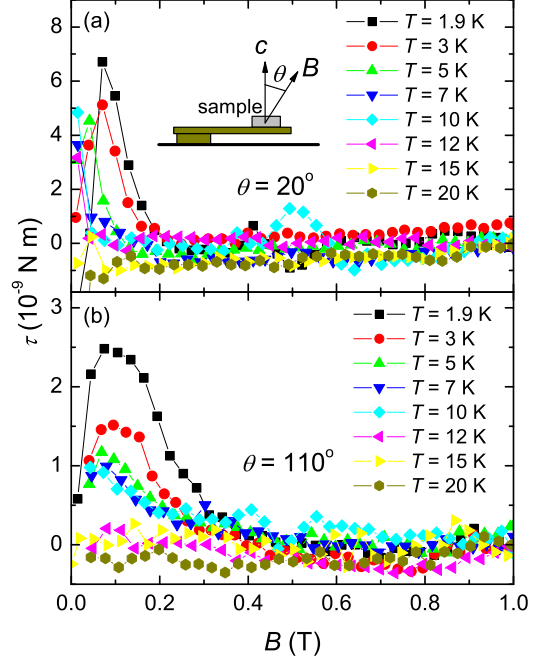 (a)
c
θ
B
sample
θ = 20°
T = 1.9 K
T = 3 K
T = 5 K
T = 7 K
T = 10 K
T = 12 K
T = 15 K
T = 20 K
8
6
4
2
0
τ (10⁻⁹ N m)
(b)
θ = 110°
T = 1.9 K
T = 3 K
T = 5 K
T = 7 K
T = 10 K
T = 12 K
T = 15 K
T = 20 K
3
2
1
0
0.0 0.2 0.4 0.6 0.8 1.0
B (T)